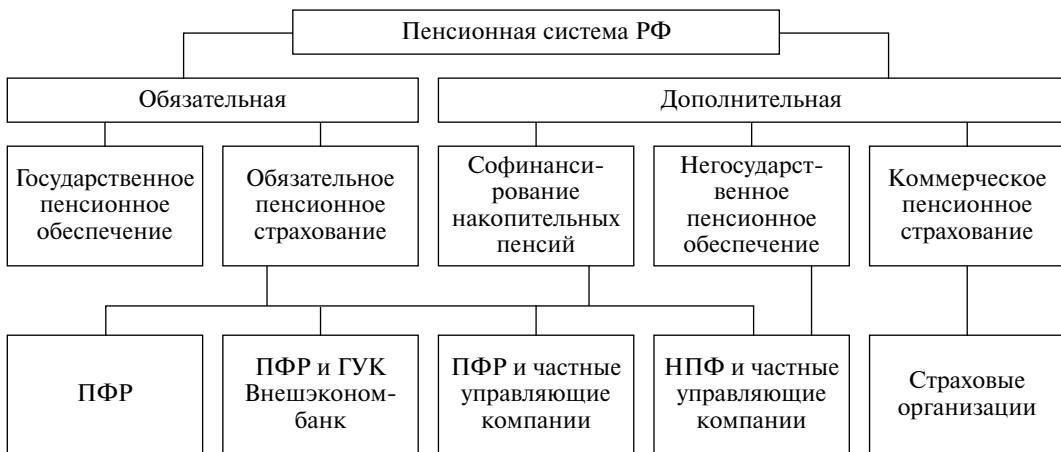 Пенсионная система РФ
Обязательная
Дополнительная
Государственное
пенсионное
обеспечение
Обязательное
пенсионное
страхование
Софинанси-
рование
накопительных
пенсий
Негосударст-
венное
пенсионное
обеспечение
Коммерческое
пенсионное
страхование
ПФР
ПФР и ГУК
Внешэконом-
банк
ПФР и частные
управляющие
компании
НПФ и частные
управляющие
компании
Страховые
организации